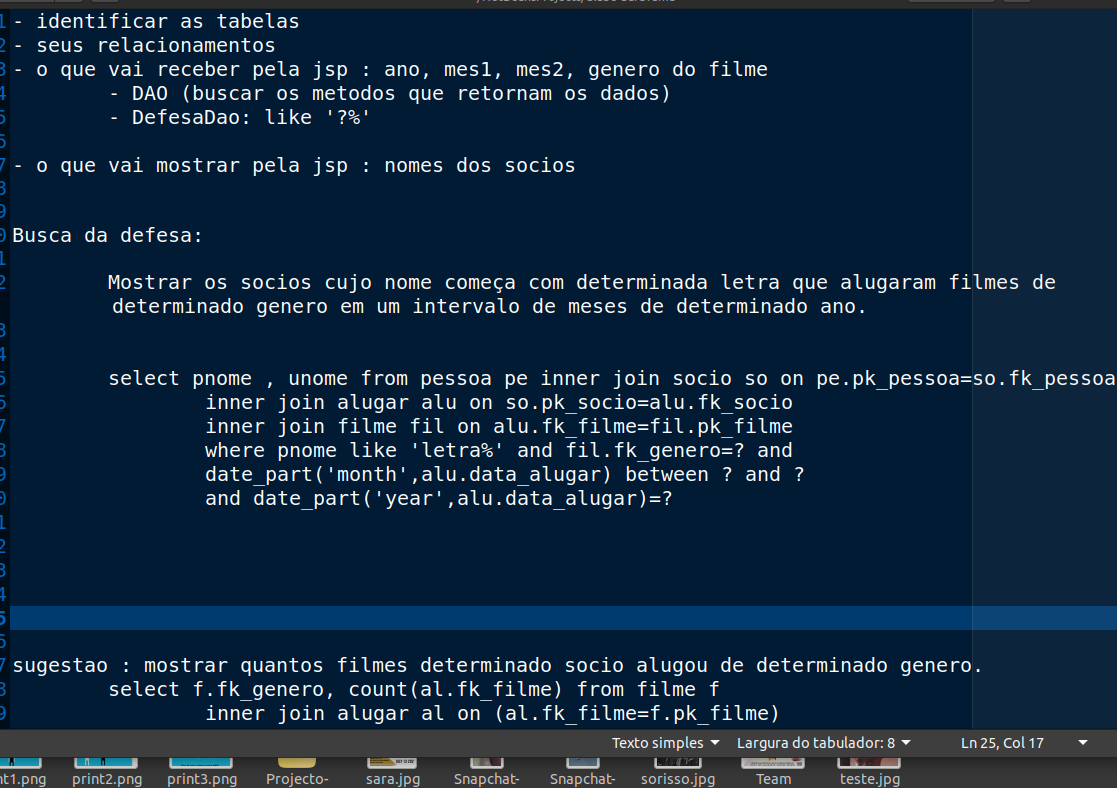 - identificar as tabelas
- seus relacionamentos
- o que vai receber pela jsp : ano, mes1, mes2, genero do filme
- DAO (buscar os metodos que retornam os dados)
- DefesaDao: like '?%'
- o que vai mostrar pela jsp : nomes dos socios
Busca da defesa:
Mostrar os socios cujo nome começa com determinada letra que alugaram filmes de
determinado genero em um intervalo de meses de determinado ano.
select pnome , unome from pessoa pe inner join socio so on pe.pk_pessoa=so.fk_pessoa
inner join alugar alu on so.pk_socio=alu.fk_socio
inner join filme fil on alu.fk_filme=fil.pk_filme
where pnome like 'letra%' and fil.fk_genero=? and
date_part('month',alu.data_alugar) between ? and ?
and date_part('year',alu.data_alugar)=?
sugestao : mostrar quantos filmes determinado socio alugou de determinado genero.
select f.fk_genero, count(al.fk_filme) from filme f
inner join alugar al on (al.fk_filme=f.pk_filme)
Texto simples Largura do tabulador: 8 Ln 25, Col 17
nt1.png print2.png print3.png Projecto- sara.jpg Snapchat- Snapchat- sorisso.jpg Team teste.jpg